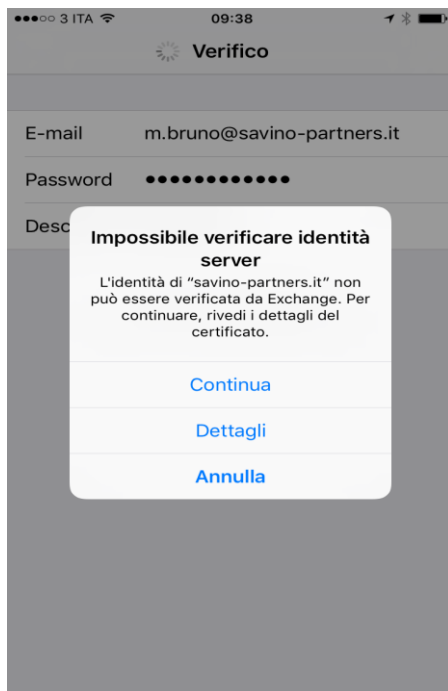 3 ITA 09:38
Verifico
E-mail m.bruno@savino-partners.it
Password ●●●●●●●●●●●●
Desc
Impossibile verificare identità
server
L'identità di “savino-partners.it” non
può essere verificata da Exchange. Per
continuare, rivedi i dettagli del
certificato.
Continua
Dettagli
Annulla